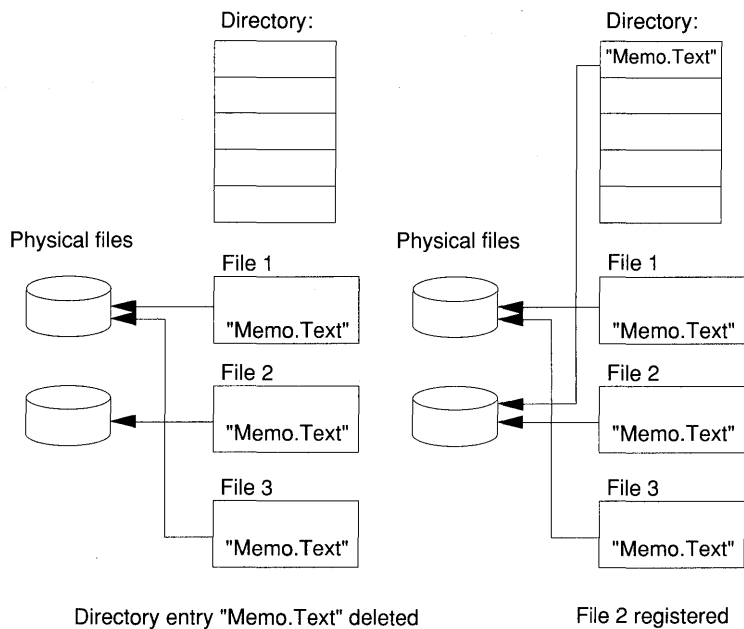 Directory:
Physical files
File 1
"Memo.Text"
File 2
"Memo.Text"
File 3
"Memo.Text"
Directory entry "Memo.Text" deleted
Directory:
"Memo.Text"
Physical files
File 1
"Memo.Text"
File 2
"Memo.Text"
File 3
"Memo.Text"
File 2 registered